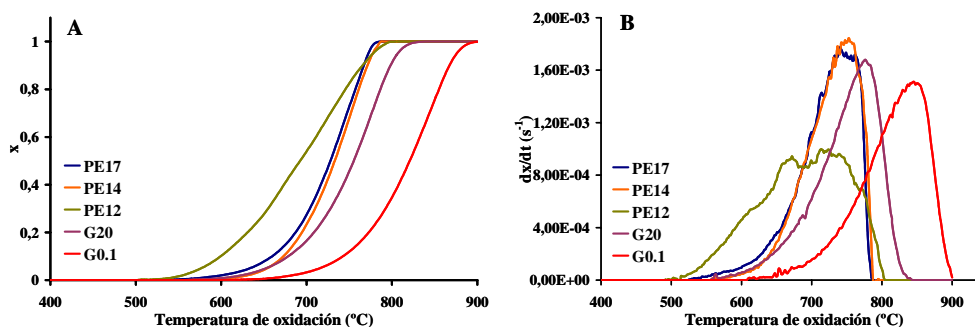 A
1
0,8
0,6
0,4
0,2
0
x
PE17
PE14
PE12
G20
G0.1
400 500 600 700 800 900
Temperatura de oxidación (ºC)
B
2,00E-03
1,60E-03
1,20E-03
8,00E-04
4,00E-04
0,00E+00
dx/dt (s⁻¹)
PE17
PE14
PE12
G20
G0.1
400 500 600 700 800 900
Temperatura de oxidación (ºC)